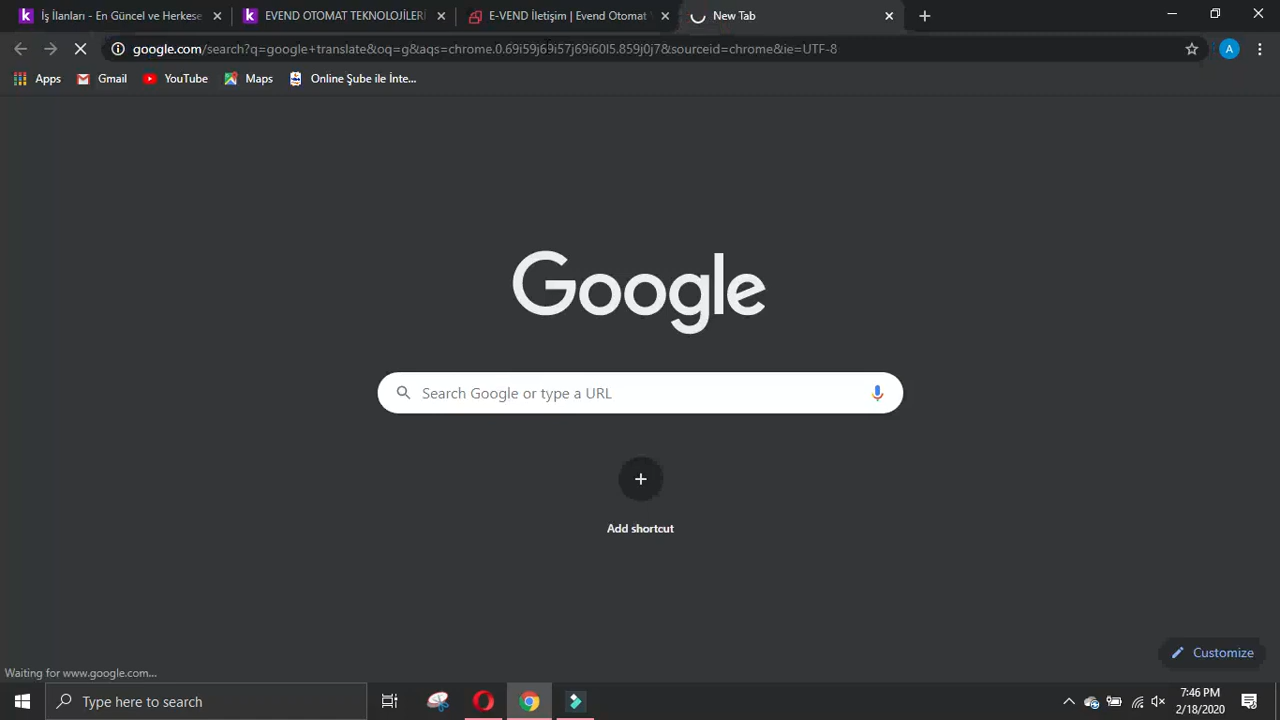 İş İlanları - En Güncel ve Herkese
EVEND OTOMAT TEKNOLOJİLERİ
E-VEND İletişim | Evend Otomat
New Tab
google.com/search?q=google+translate&oq=g&aqs=chrome.0.69i59j69i57j69i60l5.859j0j7&sourceid=chrome&ie=UTF-8
A
Apps
Gmail
YouTube
Maps
Online Şube ile İnte...
Google
Search Google or type a URL
Add shortcut
Customize
Waiting for www.google.com...
Type here to search
7:46 PM
2/18/2020